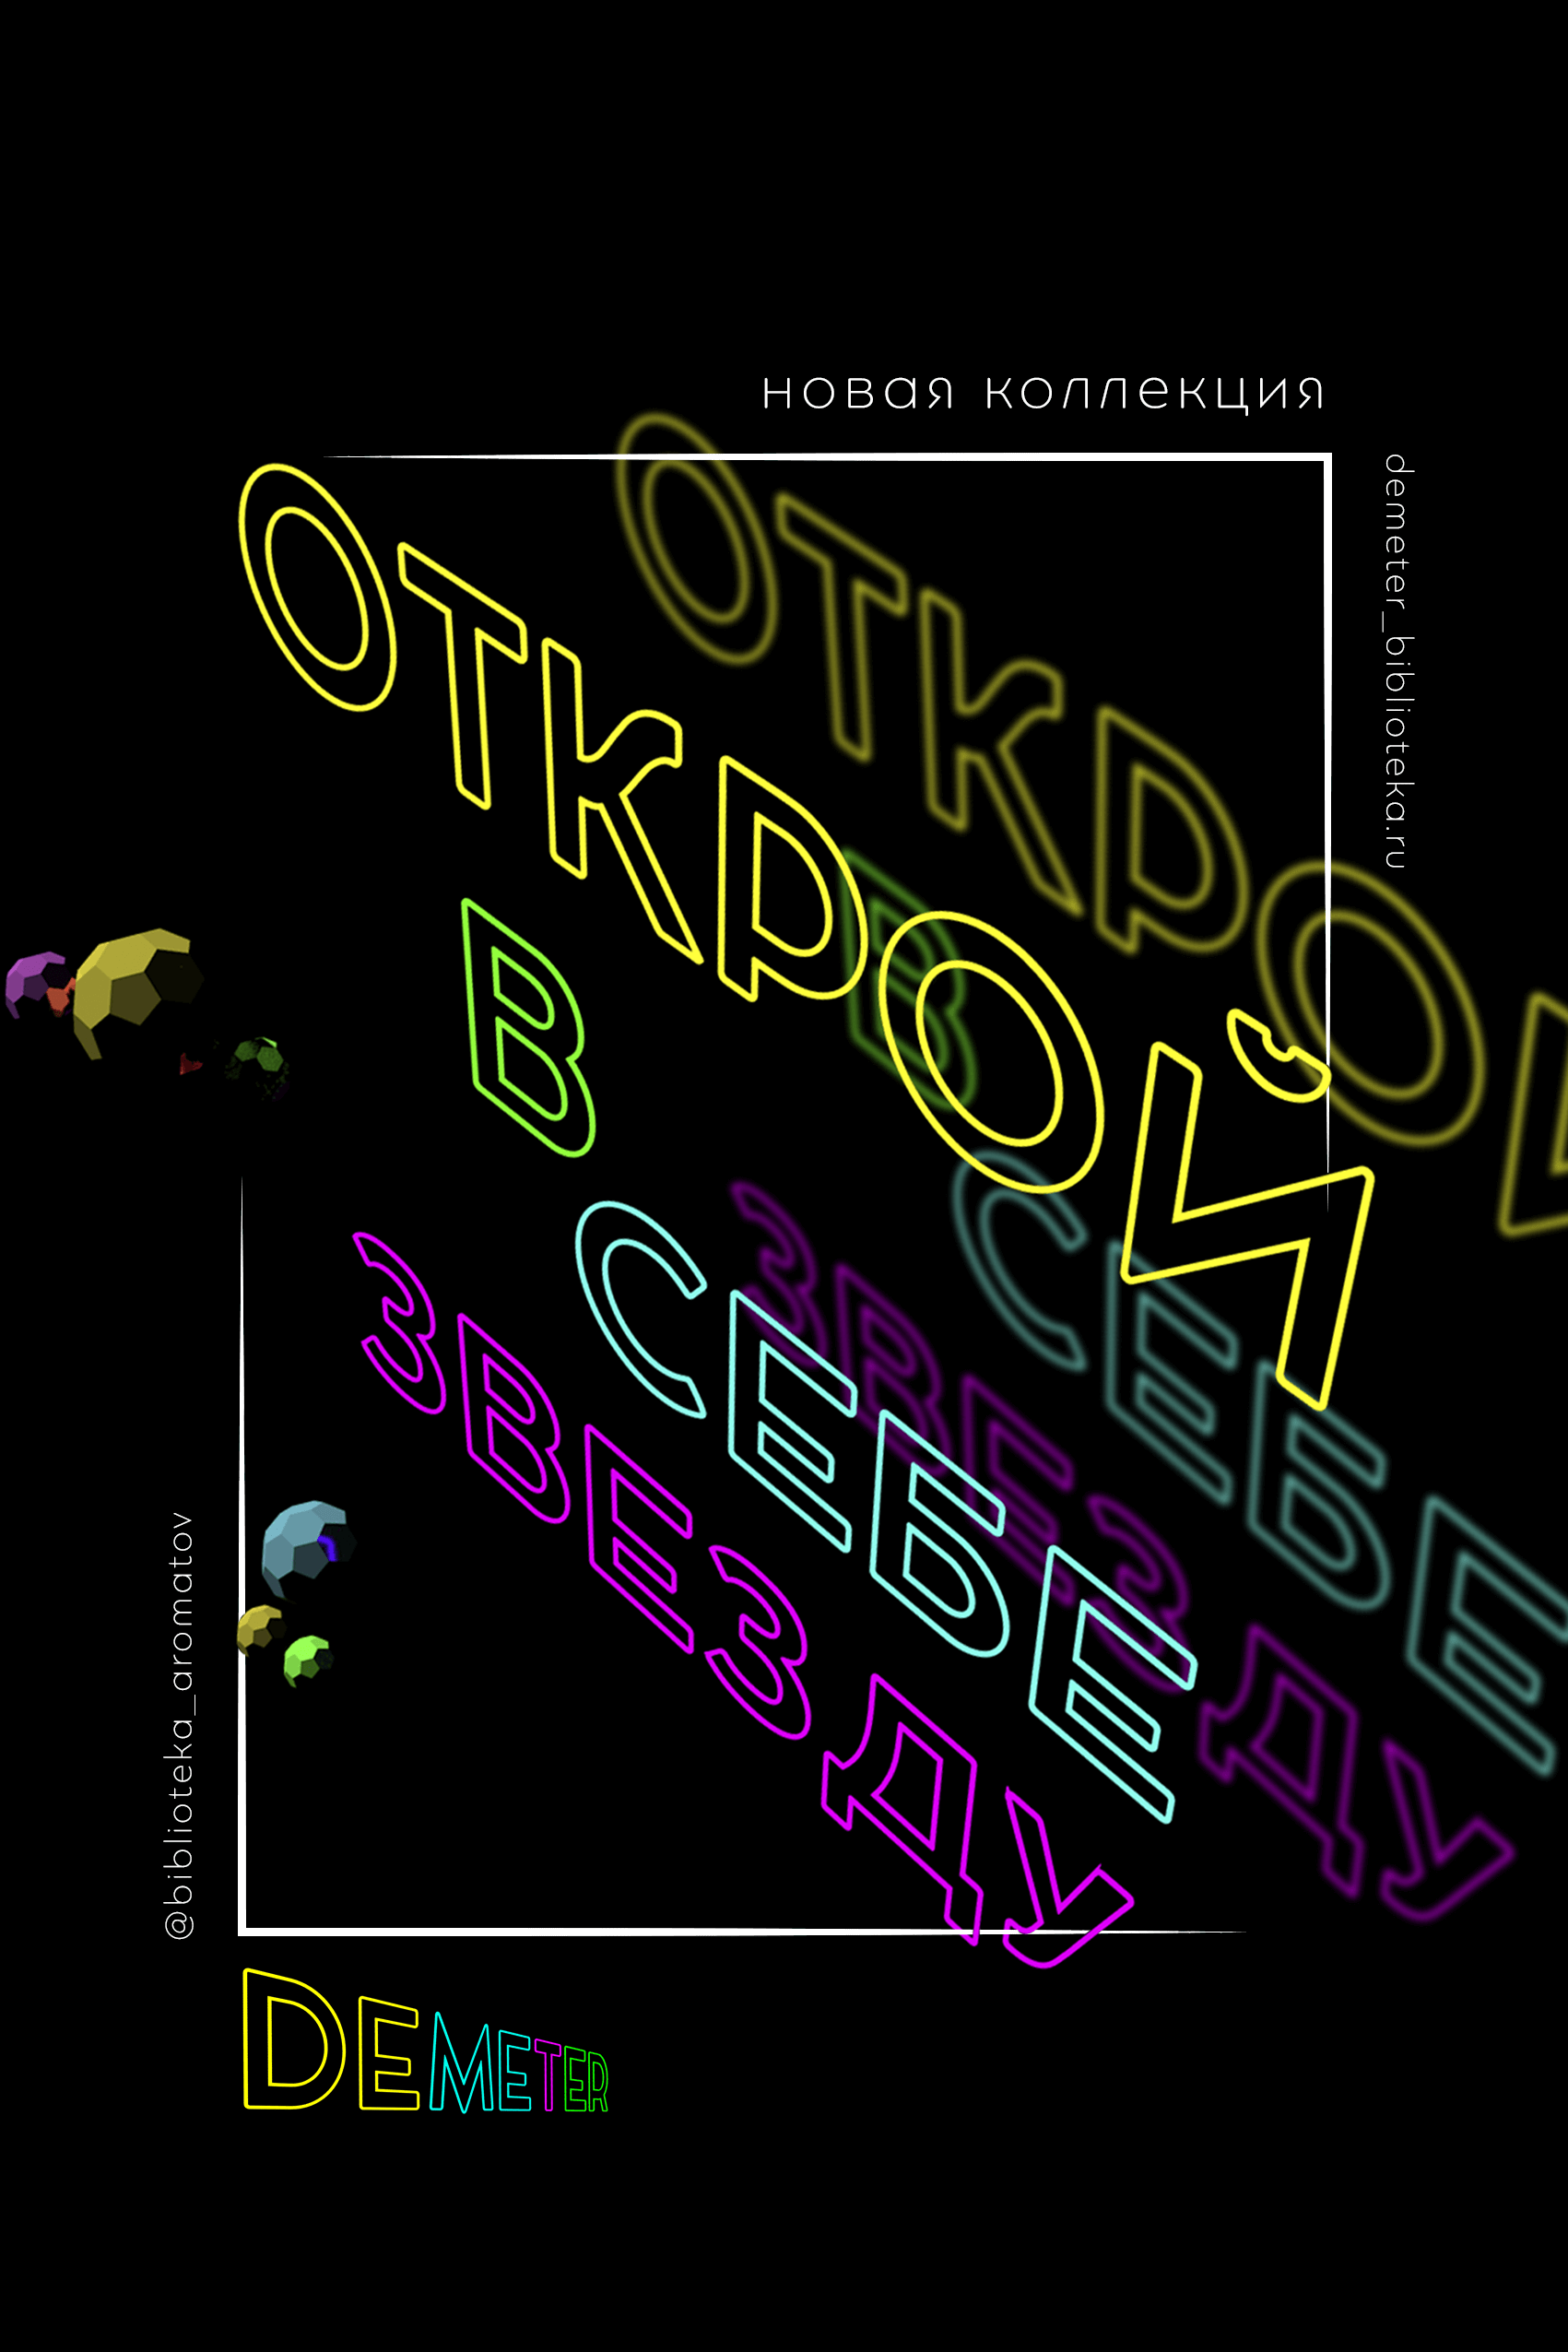 новая коллекция
demeter_biblioteka.ru
ОТКРОЙ
В
СЕБЕ
ЗВЕЗДУ
@biblioteka_aromatov
DEMETER